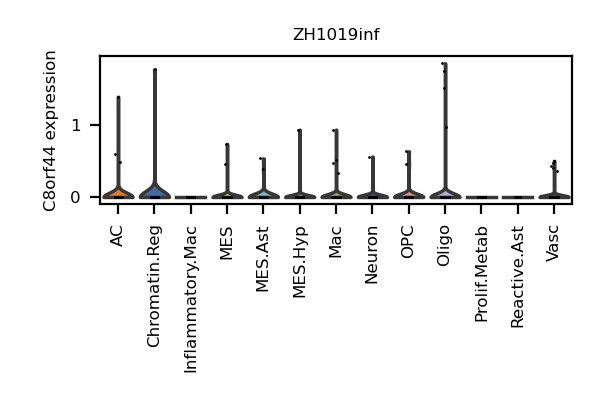 ZH1019inf
C8orf44 expression
1
0
AC
Chromatin.Reg
Inflammatory.Mac
MES
MES.Ast
MES.Hyp
Mac
Neuron
OPC
Oligo
Prolif.Metab
Reactive.Ast
Vasc